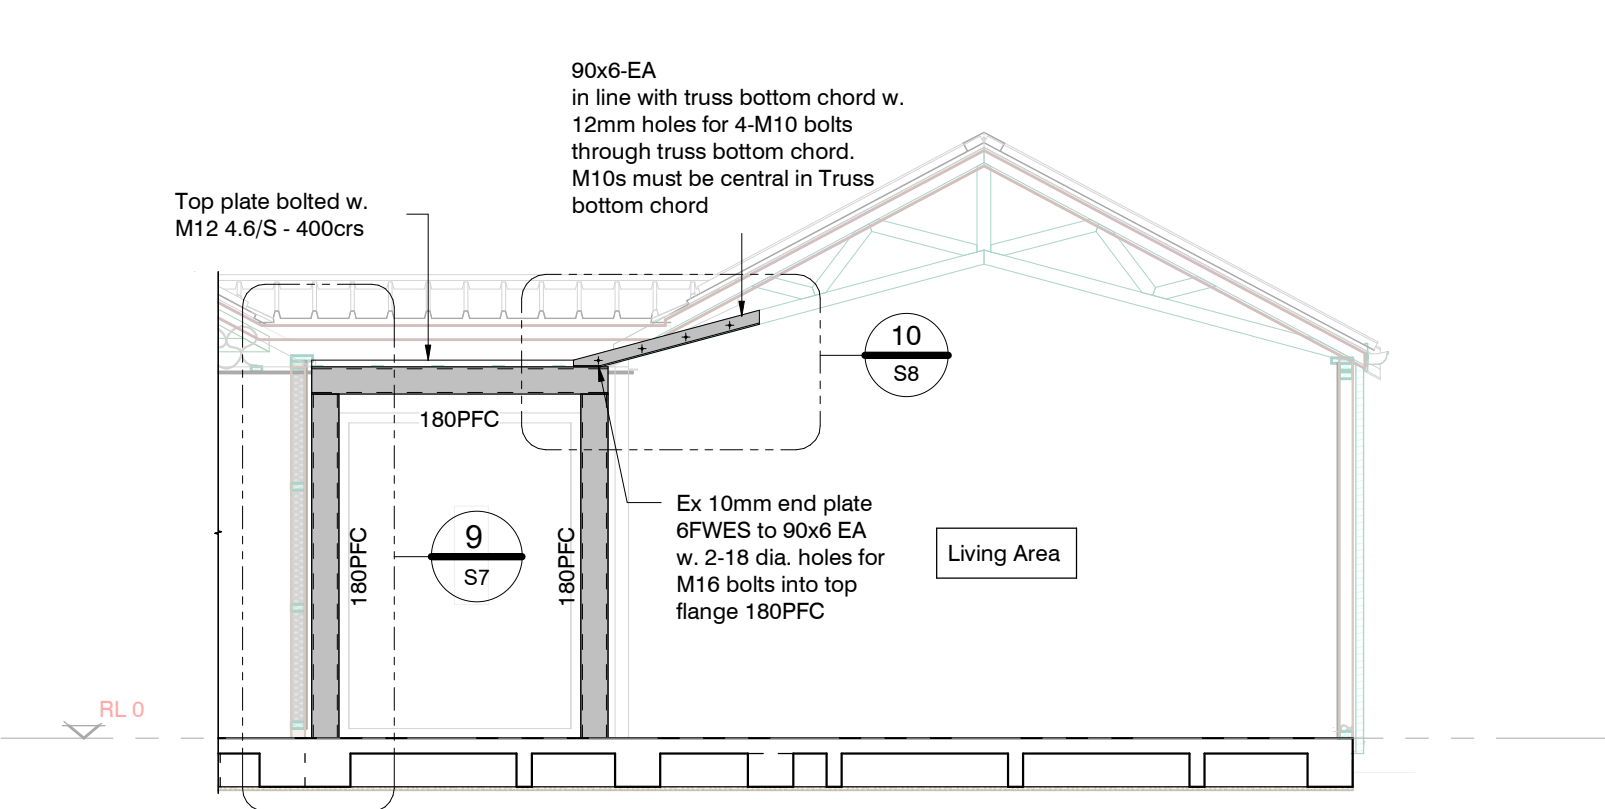 90x6-EA
in line with truss bottom chord w.
12mm holes for 4-M10 bolts
through truss bottom chord.
M10s must be central in Truss
bottom chord
Top plate bolted w.
M12 4.6/S - 400crs
10
S8
180PFC
Ex 10mm end plate
6FWES to 90x6 EA
w. 2-18 dia. holes for
M16 bolts into top
flange 180PFC
180PFC
9
S7
180PFC
Living Area
RL 0